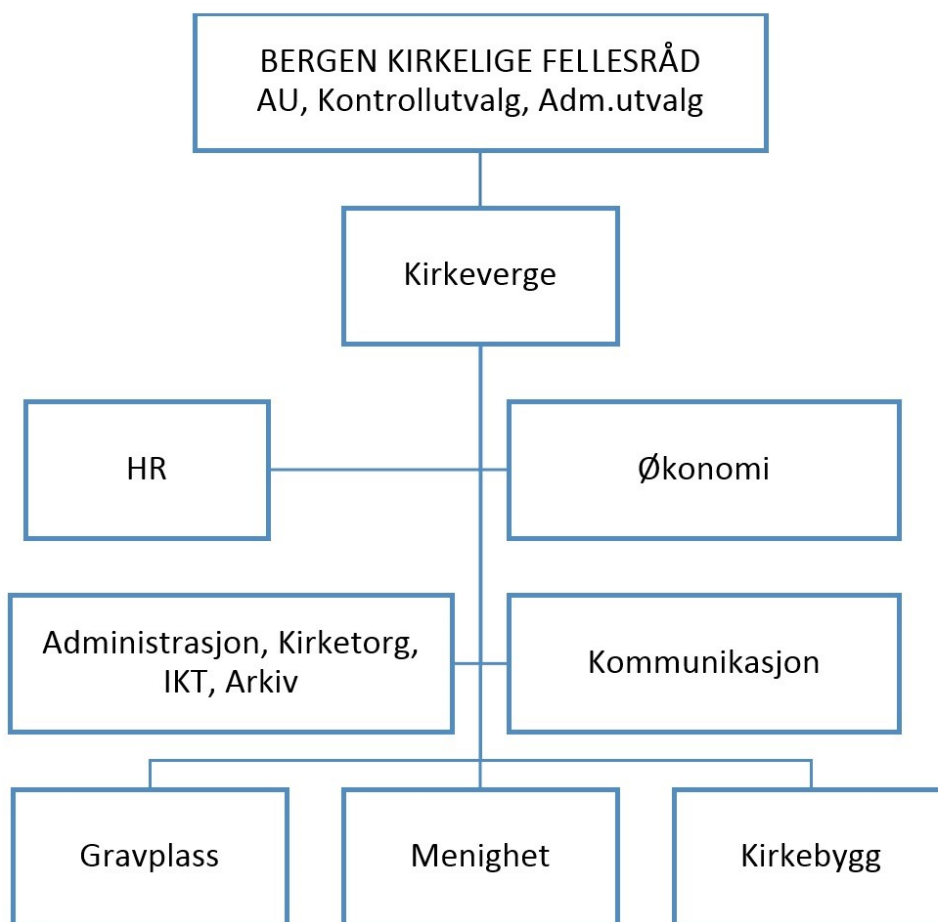 BERGEN KIRKELIGE FELLESRÅD
AU, Kontrollutvalg, Adm.utvalg
Kirkeverge
HR
Økonomi
Administrasjon, Kirketorg,
IKT, Arkiv
Kommunikasjon
Gravplass
Menighet
Kirkebygg